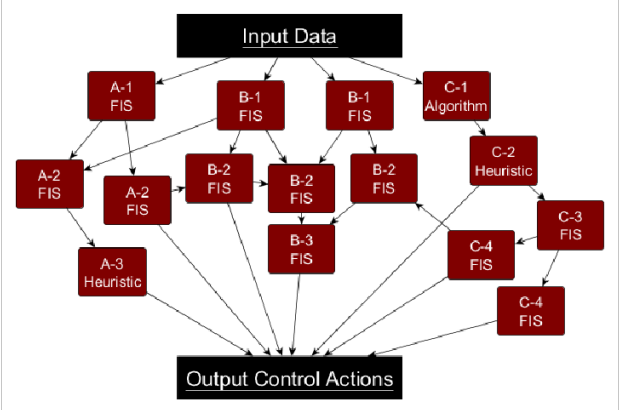 Input Data
A-1
FIS
B-1
FIS
B-1
FIS
C-1
Algorithm
C-2
Heuristic
A-2
FIS
A-2
FIS
B-2
FIS
B-2
FIS
B-2
FIS
C-3
FIS
A-3
Heuristic
B-3
FIS
C-4
FIS
C-4
FIS
Output Control Actions